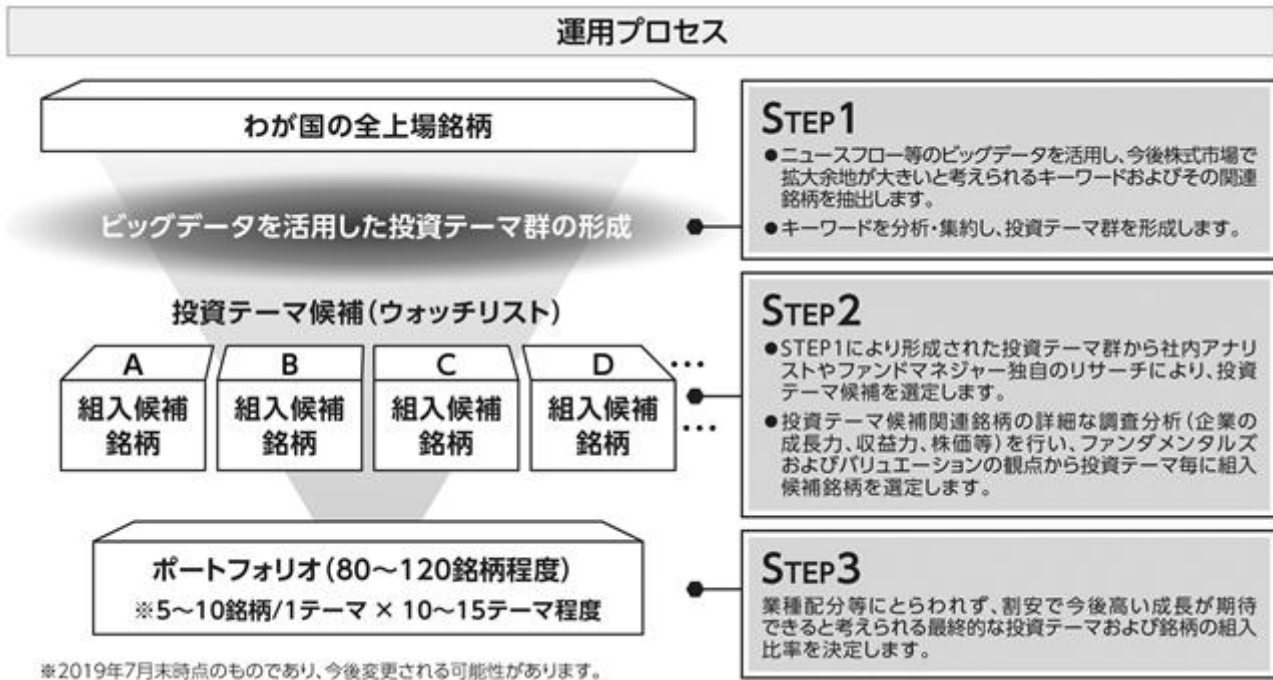 運用プロセス
わが国の全上場銘柄
ビッグデータを活用した投資テーマ群の形成
投資テーマ候補(ウォッチリスト)
A B C D …
組入候補 組入候補 組入候補 組入候補 …
銘柄 銘柄 銘柄 銘柄
ポートフォリオ(80~120銘柄程度)
※5~10銘柄/1テーマ × 10~15テーマ程度
※2019年7月末時点のものであり、今後変更される可能性があります。
STEP1
●ニュースフロー等のビッグデータを活用し、今後株式市場で
拡大余地が大きいと考えられるキーワードおよびその関連
銘柄を抽出します。
●キーワードを分析・集約し、投資テーマ群を形成します。
STEP2
●STEP1により形成された投資テーマ群から社内アナリ
ストやファンドマネジャー独自のリサーチにより、投資
テーマ候補を選定します。
●投資テーマ候補関連銘柄の詳細な調査分析(企業の
成長力、収益力、株価等)を行い、ファンダメンタルズ
およびバリュエーションの観点から投資テーマ毎に組入
候補銘柄を選定します。
STEP3
業種配分等にとらわれず、割安で今後高い成長が期待
できると考えられる最終的な投資テーマおよび銘柄の組入
比率を決定します。